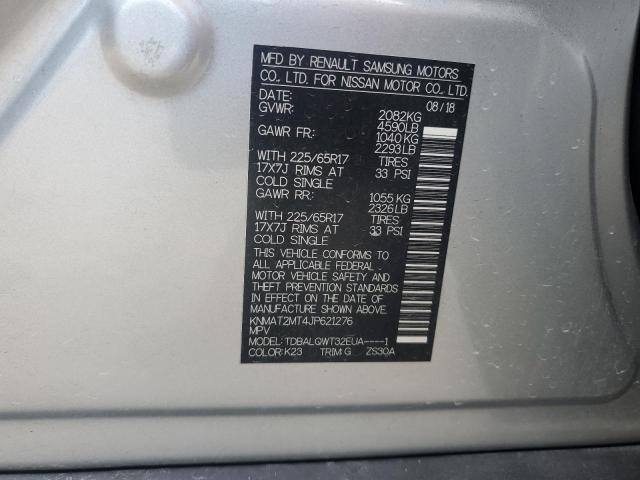 MFD BY RENAULT SAMSUNG MOTORS
CO., LTD. FOR NISSAN MOTOR CO., LTD.
DATE: 08/18
GVWR: 2082KG
4590LB
GAWR FR: 1040KG
2293LB
WITH 225/65R17 TIRES
17X7J RIMS AT 33 PSI
COLD SINGLE
GAWR RR: 1055KG
2326LB
WITH 225/65R17 TIRES
17X7J RIMS AT 33 PSI
COLD SINGLE
THIS VEHICLE CONFORMS TO
ALL APPLICABLE FEDERAL
MOTOR VEHICLE SAFETY AND
THEFT PREVENTION STANDARDS
IN EFFECT ON THE DATE OF
MANUFACTURE SHOWN ABOVE.
KNMAT2MT4JP621276
MPV
MODEL: TDBALQWT32EUA----1
COLOR:K23 TRIM:G ZS30A